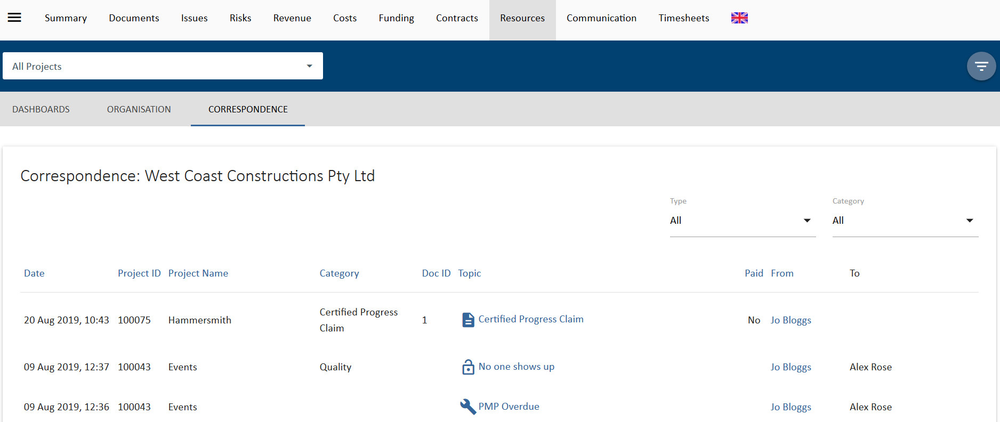 Summary Documents Issues Risks Revenue Costs Funding Contracts Resources Communication Timesheets
All Projects
DASHBOARDS ORGANISATION CORRESPONDENCE
Correspondence: West Coast Constructions Pty Ltd
Type Category
All All
Date Project ID Project Name Category Doc ID Topic Paid From To
20 Aug 2019, 10:43 100075 Hammersmith Certified Progress Claim 1 Certified Progress Claim No Jo Bloggs
09 Aug 2019, 12:37 100043 Events Quality No one shows up Jo Bloggs Alex Rose
09 Aug 2019, 12:36 100043 Events PMP Overdue Jo Bloggs Alex Rose